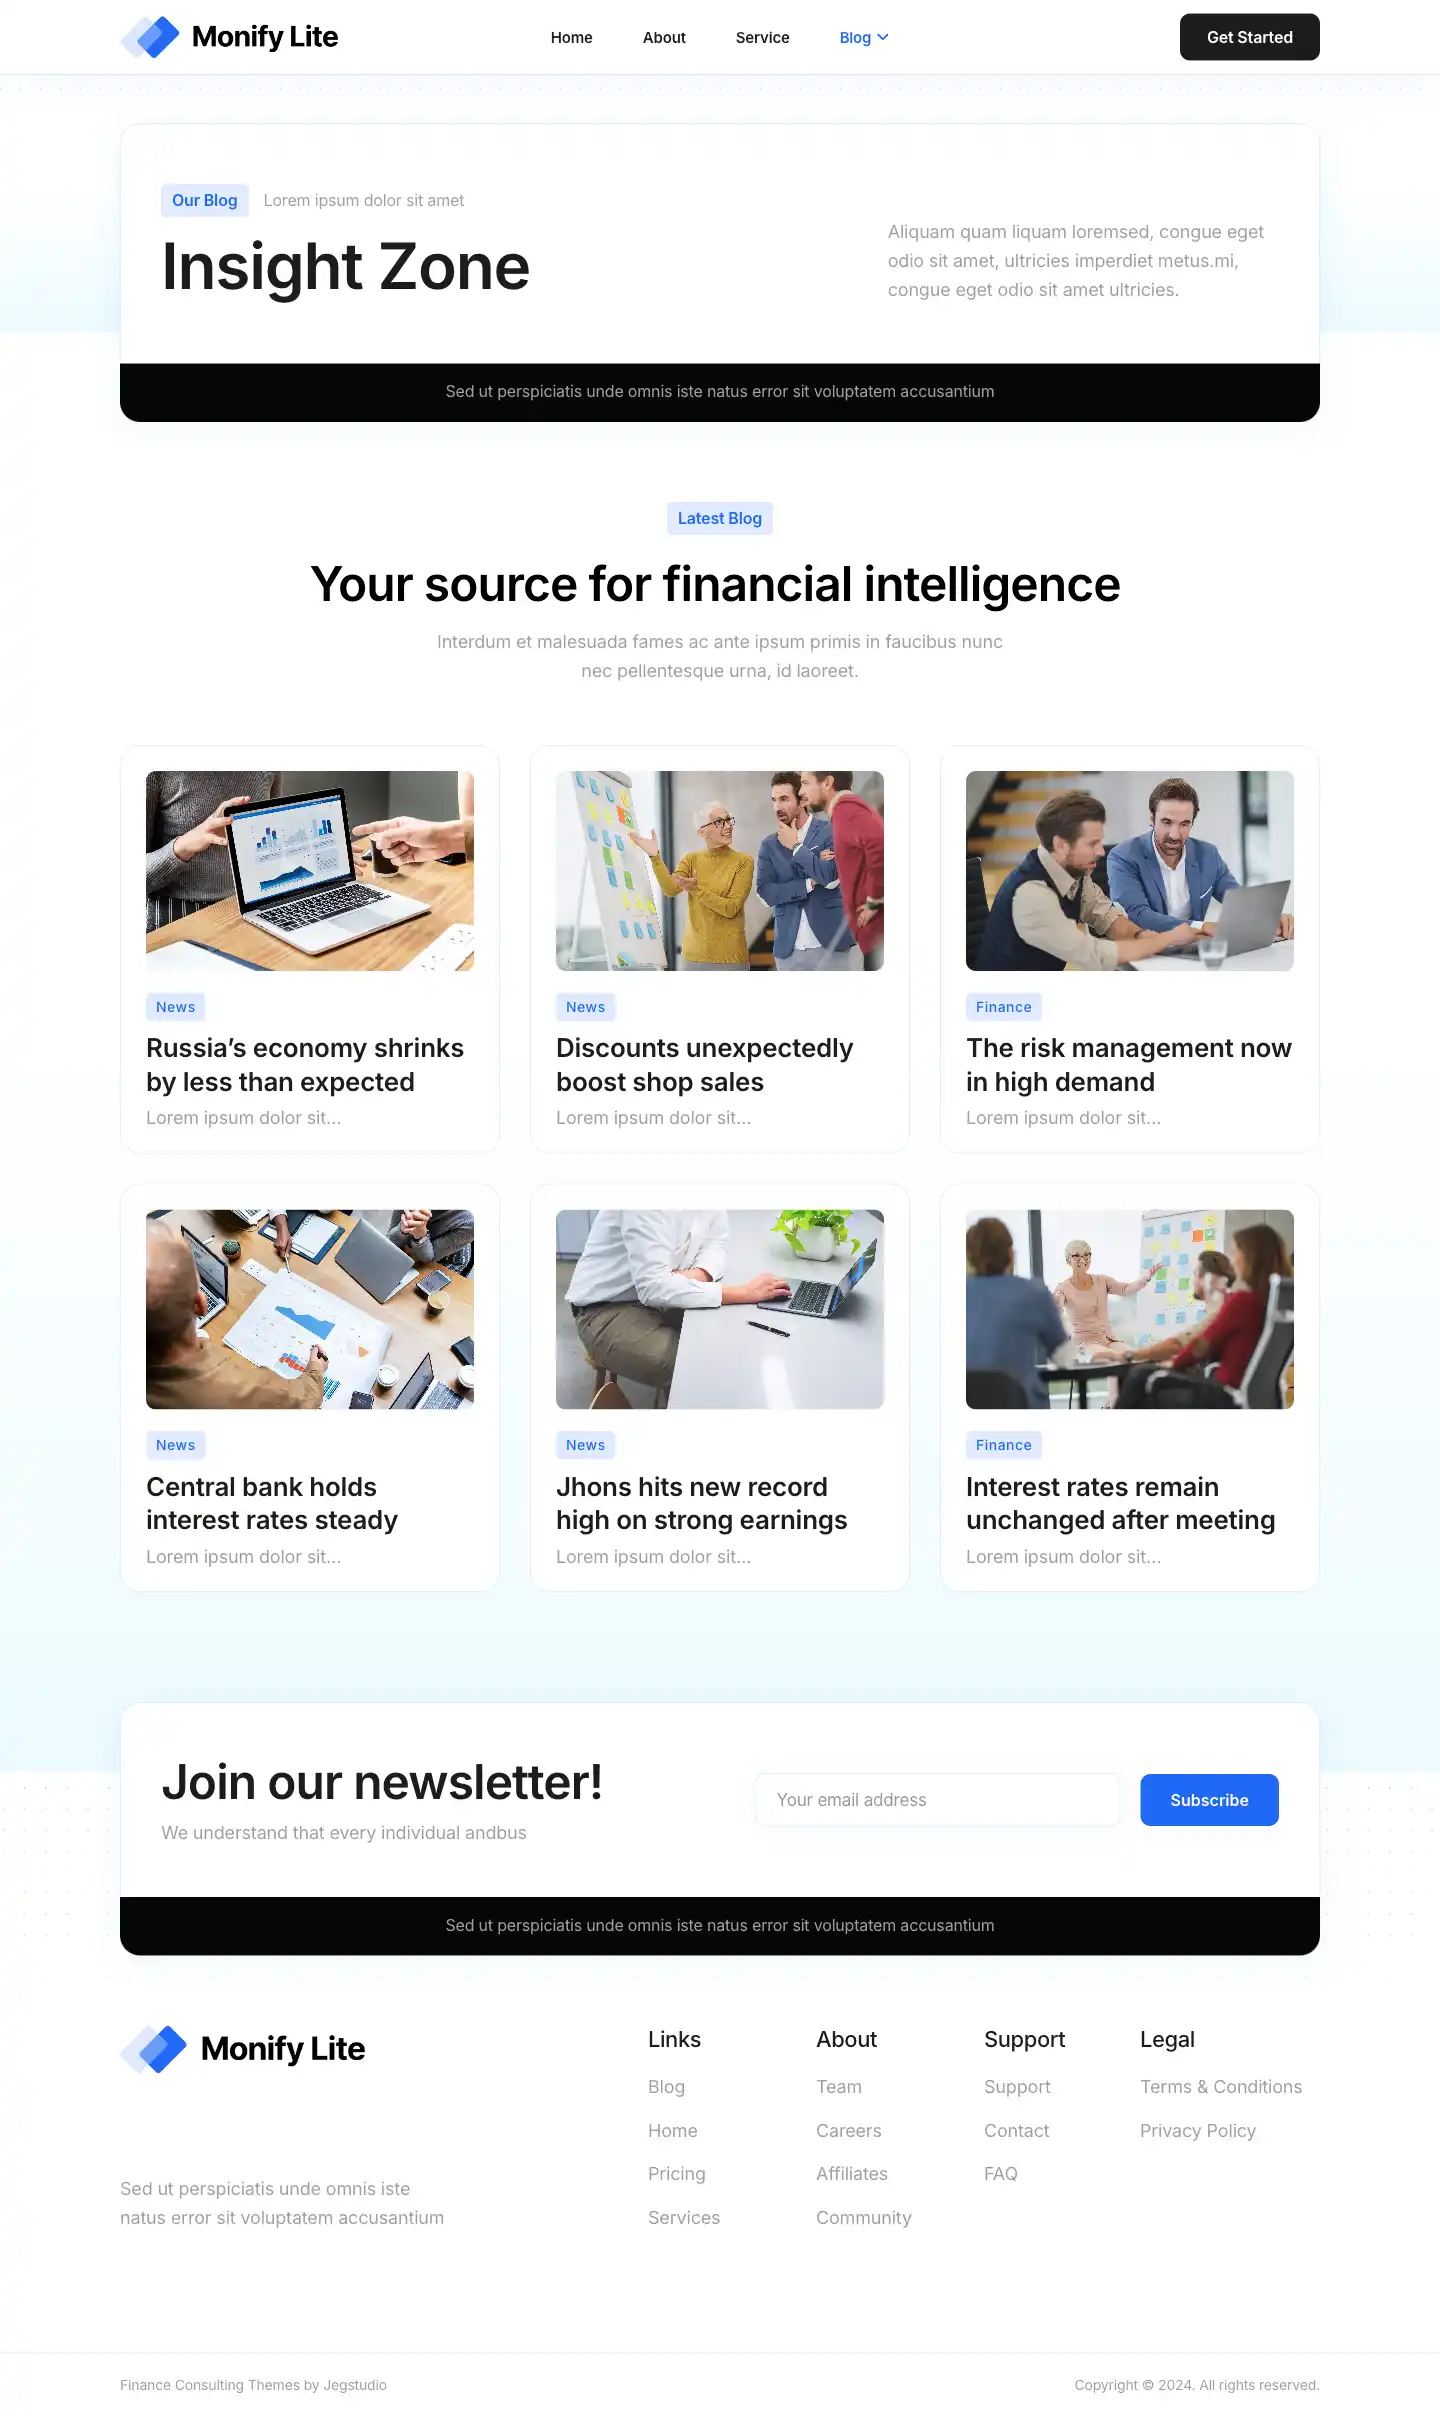 Monify Lite
Home
About
Service
Blog
Get Started
Our Blog
Lorem ipsum dolor sit amet
Insight Zone
Aliquam quam liquam loremsed, congue eget
odio sit amet, ultricies imperdiet metus.mi,
congue eget odio sit amet ultricies.
Sed ut perspiciatis unde omnis iste natus error sit voluptatem accusantium
Latest Blog
Your source for financial intelligence
Interdum et malesuada fames ac ante ipsum primis in faucibus nunc
nec pellentesque urna, id laoreet.
News
Russia’s economy shrinks
by less than expected
Lorem ipsum dolor sit...
News
Discounts unexpectedly
boost shop sales
Lorem ipsum dolor sit...
Finance
The risk management now
in high demand
Lorem ipsum dolor sit...
News
Central bank holds
interest rates steady
Lorem ipsum dolor sit...
News
Jhons hits new record
high on strong earnings
Lorem ipsum dolor sit...
Finance
Interest rates remain
unchanged after meeting
Lorem ipsum dolor sit...
Join our newsletter!
We understand that every individual andbus
Your email address
Subscribe
Sed ut perspiciatis unde omnis iste natus error sit voluptatem accusantium
Monify Lite
Sed ut perspiciatis unde omnis iste
natus error sit voluptatem accusantium
Links
Blog
Home
Pricing
Services
About
Team
Careers
Affiliates
Community
Support
Support
Contact
FAQ
Legal
Terms & Conditions
Privacy Policy
Finance Consulting Themes by Jegstudio
Copyright © 2024. All rights reserved.